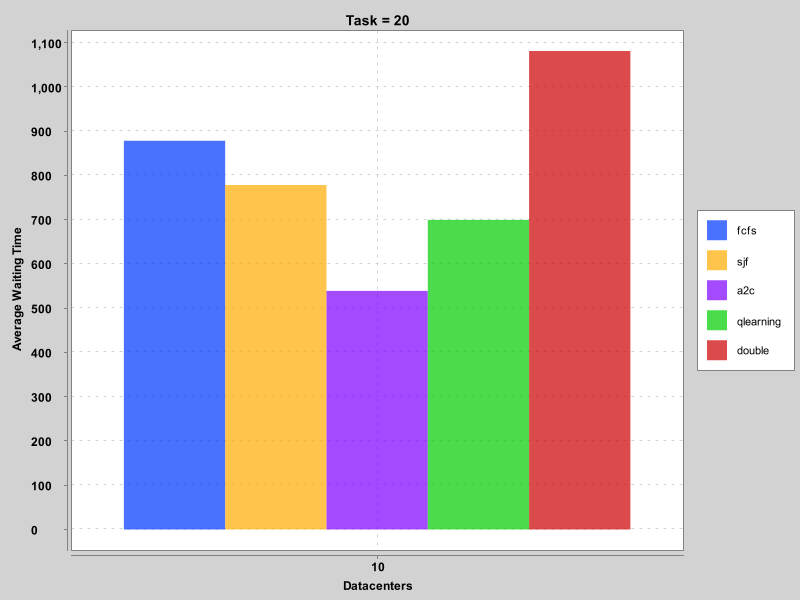 Task = 20
1,100
1,000
900
800
700
600
500
400
300
200
100
0
Average Waiting Time
10
Datacenters
fcfs
sjf
a2c
qlearning
double